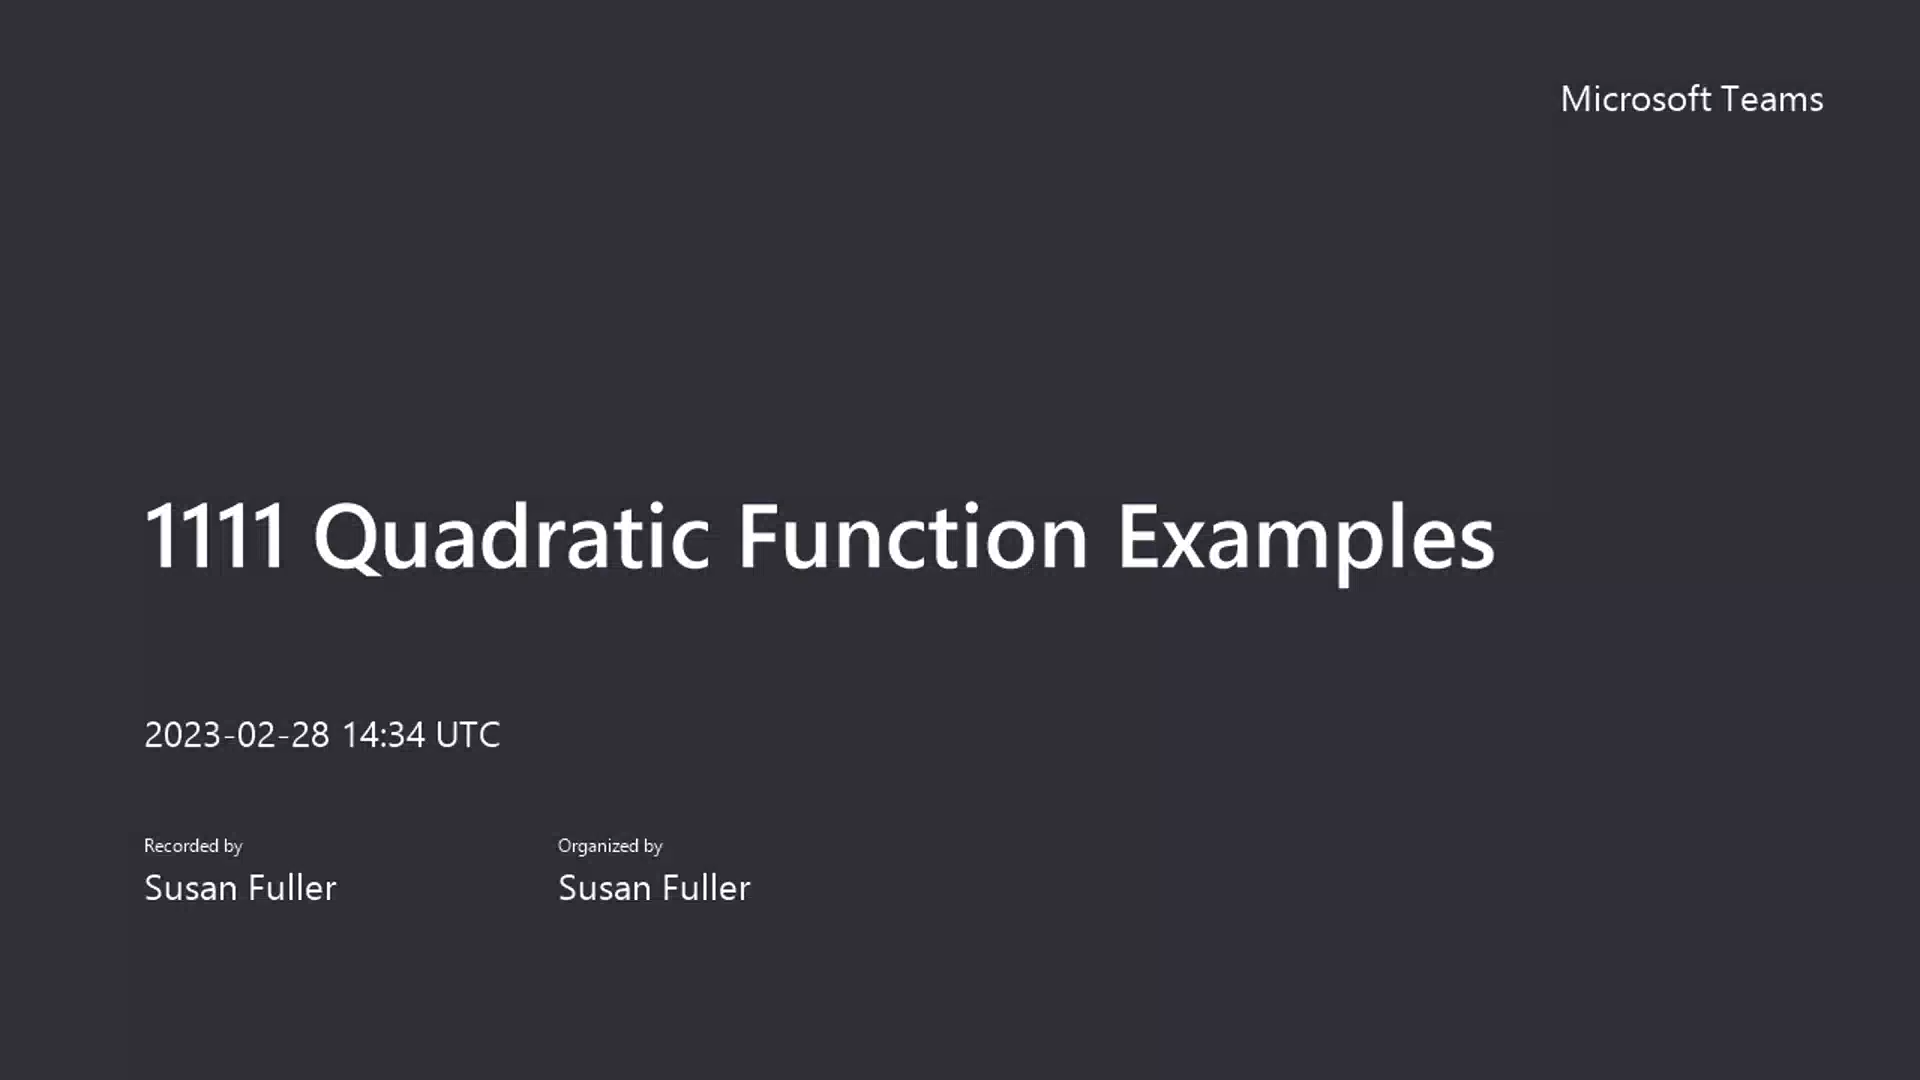 Microsoft Teams
1111 Quadratic Function Examples
2023-02-28 14:34 UTC
Recorded by
Susan Fuller
Organized by
Susan Fuller